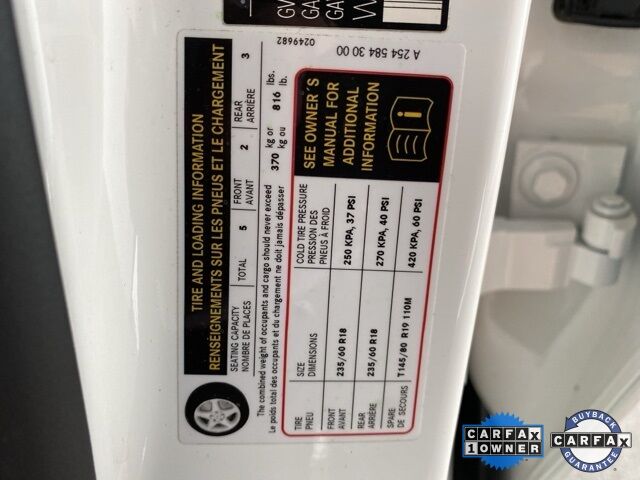 TIRE AND LOADING INFORMATION
RENSEIGNEMENTS SUR LES PNEUS ET LE CHARGEMENT
SEATING CAPACITY TOTAL 5 FRONT 2 REAR 3
NOMBRE DE PLACES AVANT ARRIÈRE
The combined weight of occupants and cargo should never exceed 370 kg or 816 lbs.
Le poids total des occupants et du chargement ne doit jamais dépasser kg ou lb.
TIRE SIZE COLD TIRE PRESSURE
PNEU DIMENSIONS PRESSION DES
PNEUS À FROID
FRONT 235/60 R18 250 KPA, 37 PSI
AVANT
REAR 235/60 R18 270 KPA, 40 PSI
ARRIÈRE
SPARE T145/80 R19 110M 420 KPA, 60 PSI
DE SECOURS
SEE OWNER´S
MANUAL FOR
ADDITIONAL
INFORMATION
i
0249682
A 254 584 30 00
GV
GA
GA
CARFAX
1 OWNER
BUYBACK
CARFAX
GUARANTEE